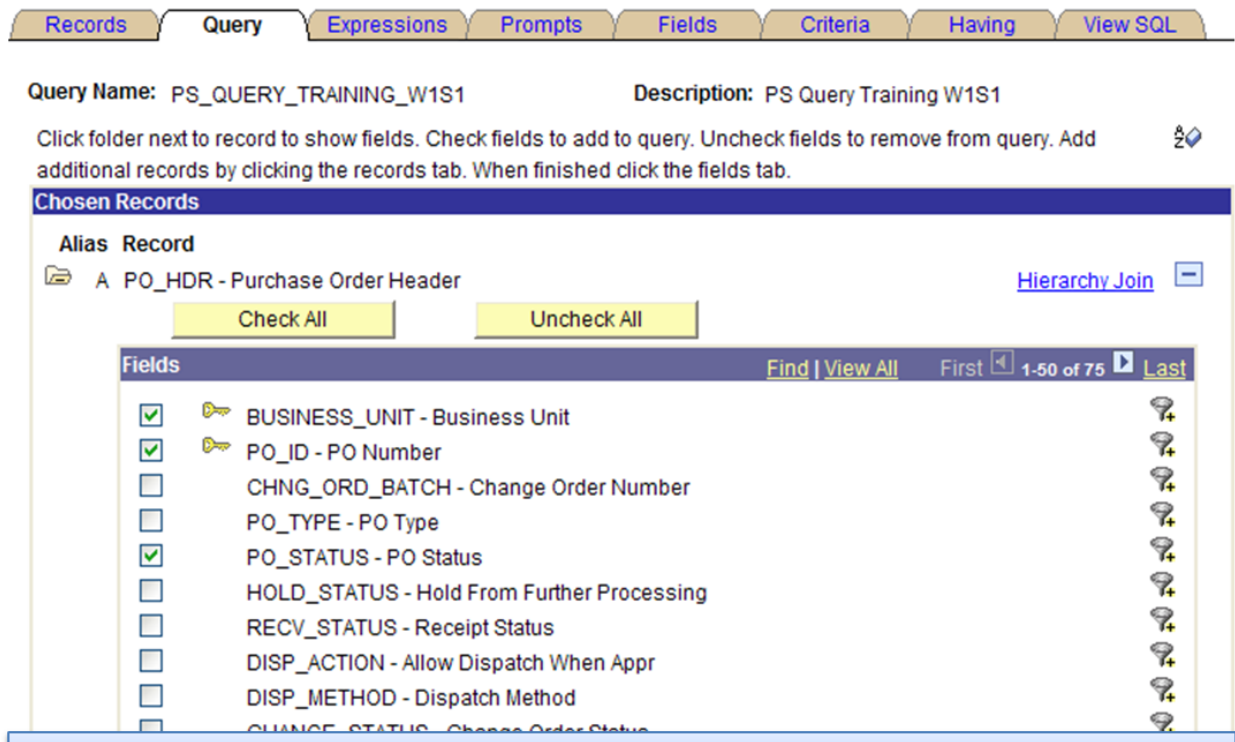 Records Query Expressions Prompts Fields Criteria Having View SQL
Query Name: PS_QUERY_TRAINING_W1S1 Description: PS Query Training W1S1
Click folder next to record to show fields. Check fields to add to query. Uncheck fields to remove from query. Add
additional records by clicking the records tab. When finished click the fields tab.
Chosen Records
Alias Record
A PO_HDR - Purchase Order Header Hierarchy Join
Check All Uncheck All
Fields Find | View All First 1-50 of 75 Last
BUSINESS_UNIT - Business Unit
PO_ID - PO Number
CHNG_ORD_BATCH - Change Order Number
PO_TYPE - PO Type
PO_STATUS - PO Status
HOLD_STATUS - Hold From Further Processing
RECV_STATUS - Receipt Status
DISP_ACTION - Allow Dispatch When Appr
DISP_METHOD - Dispatch Method
CHANGE_STATUS - Change Order Status